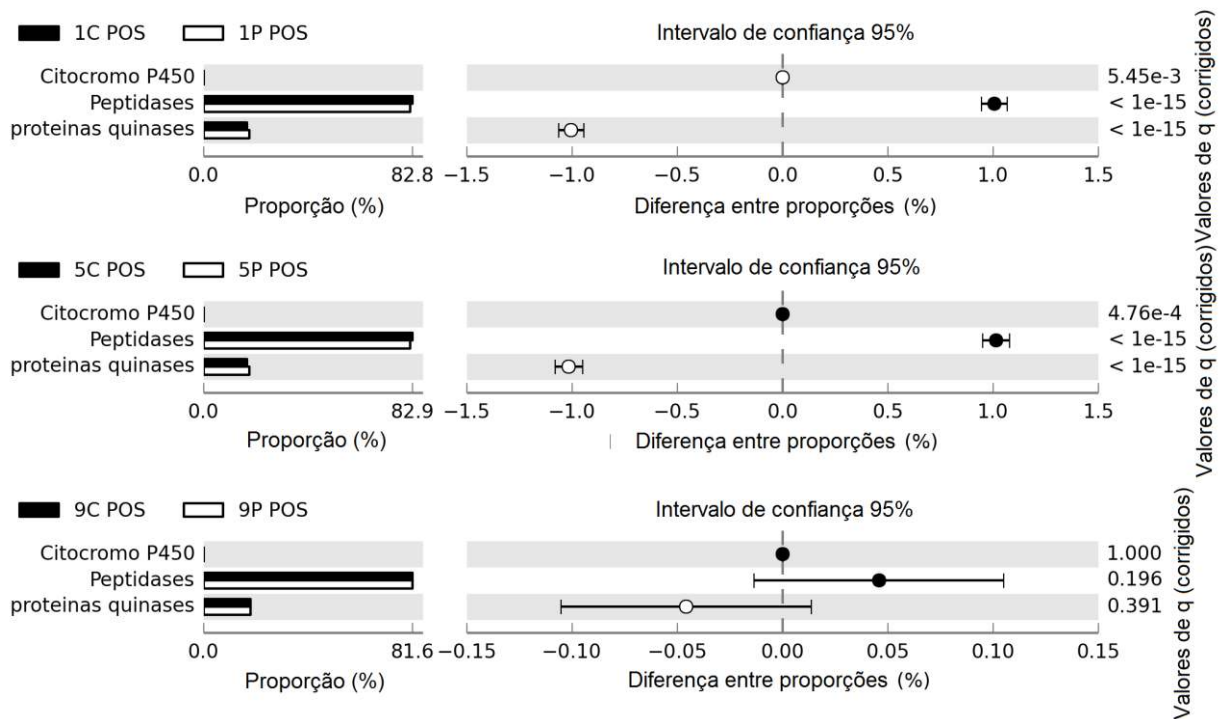 1C POS 1P POS Intervalo de confiança 95%
Citocromo P450 5.45e-3
Peptidases < 1e-15
proteinas quinases < 1e-15
0.0 82.8 −1.5 −1.0 −0.5 0.0 0.5 1.0 1.5
Proporção (%) Diferença entre proporções (%)
Valores de q (corrigidos)
5C POS 5P POS Intervalo de confiança 95%
Citocromo P450 4.76e-4
Peptidases < 1e-15
proteinas quinases < 1e-15
0.0 82.9 −1.5 −1.0 −0.5 0.0 0.5 1.0 1.5
Proporção (%) Diferença entre proporções (%)
Valores de q (corrigidos)
9C POS 9P POS Intervalo de confiança 95%
Citocromo P450 1.000
Peptidases 0.196
proteinas quinases 0.391
0.0 81.6 −0.15 −0.10 −0.05 0.00 0.05 0.10 0.15
Proporção (%) Diferença entre proporções (%)
Valores de q (corrigidos)